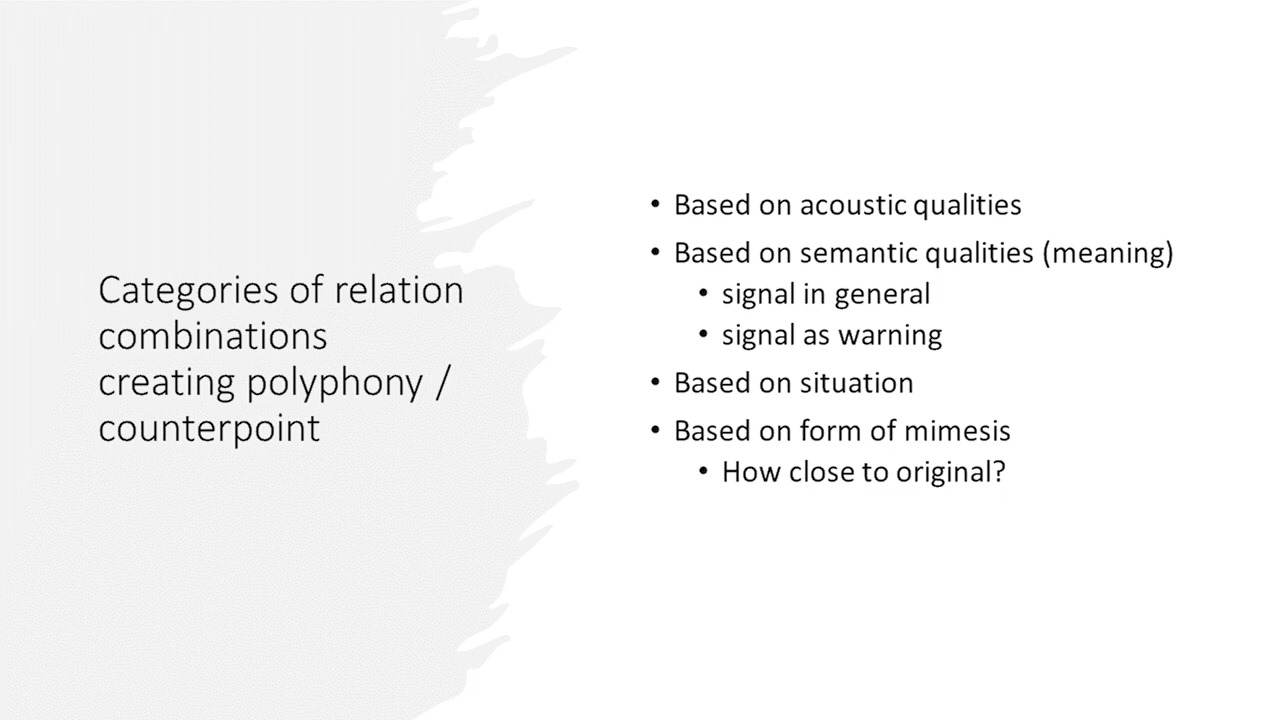 Categories of relation
combinations
creating polyphony /
counterpoint
• Based on acoustic qualities
• Based on semantic qualities (meaning)
• signal in general
• signal as warning
• Based on situation
• Based on form of mimesis
• How close to original?